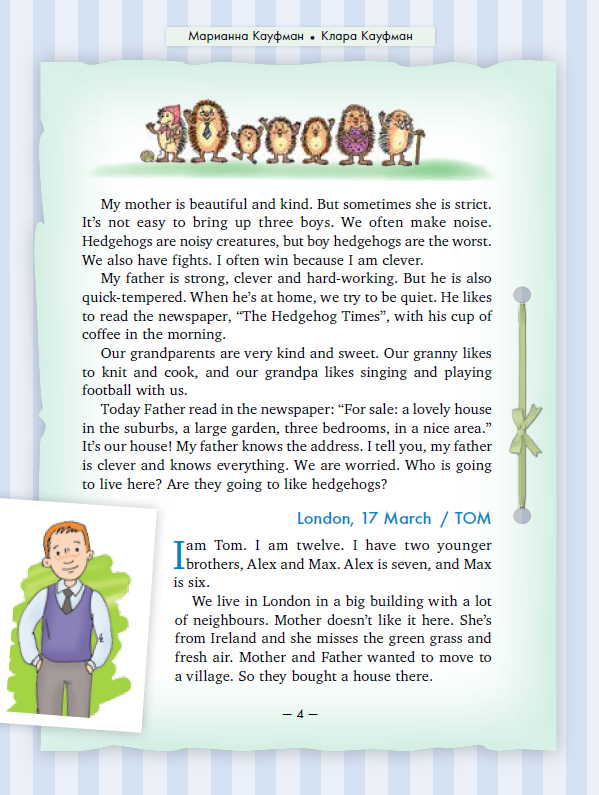 Марианна Кауфман • Клара Кауфман
My mother is beautiful and kind. But sometimes she is strict.
It's not easy to bring up three boys. We often make noise.
Hedgehogs are noisy creatures, but boy hedgehogs are the worst.
We also have fights. I often win because I am clever.
My father is strong, clever and hard-working. But he is also
quick-tempered. When he's at home, we try to be quiet. He likes
to read the newspaper, “The Hedgehog Times”, with his cup of
coffee in the morning.
Our grandparents are very kind and sweet. Our granny likes
to knit and cook, and our grandpa likes singing and playing
football with us.
Today Father read in the newspaper: “For sale: a lovely house
in the suburbs, a large garden, three bedrooms, in a nice area.”
It's our house! My father knows the address. I tell you, my father
is clever and knows everything. We are worried. Who is going
to live here? Are they going to like hedgehogs?
London, 17 March / TOM
I am Tom. I am twelve. I have two younger
brothers, Alex and Max. Alex is seven, and Max
is six.
We live in London in a big building with a lot
of neighbours. Mother doesn't like it here. She's
from Ireland and she misses the green grass and
fresh air. Mother and Father wanted to move to
a village. So they bought a house there.
— 4 —